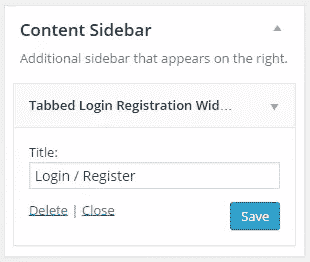 Content Sidebar
Additional sidebar that appears on the right.
Tabbed Login Registration Wid...
Title:
Login / Register
Delete | Close
Save